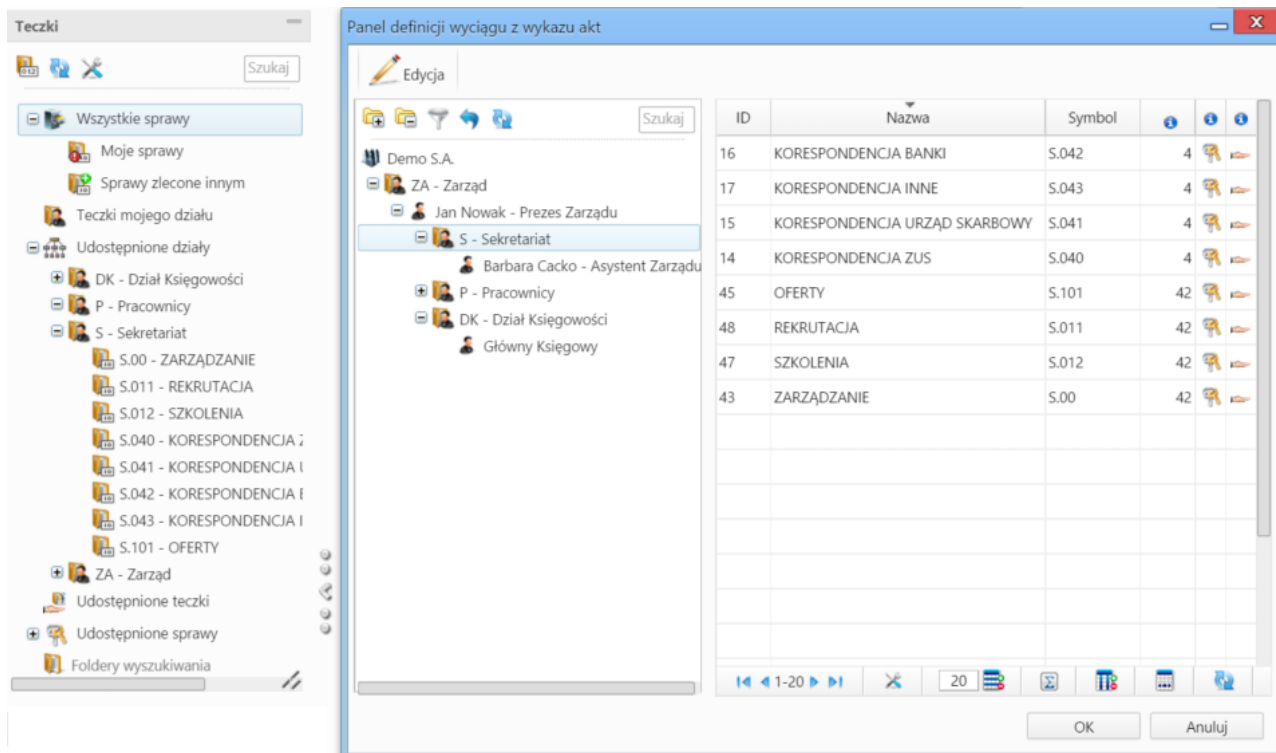 Teczki
Szukaj
Wszystkie sprawy
Moje sprawy
Sprawy zlecone innym
Teczki mojego działu
Udostępnione działy
DK - Dział Księgowości
P - Pracownicy
S - Sekretariat
S.00 - ZARZĄDZANIE
S.011 - REKRUTACJA
S.012 - SZKOLENIA
S.040 - KORESPONDENCJA
S.041 - KORESPONDENCJA
S.042 - KORESPONDENCJA
S.043 - KORESPONDENCJA I
S.101 - OFERTY
ZA - Zarząd
Udostępnione teczki
Udostępnione sprawy
Foldery wyszukiwania
Panel definicji wyciągu z wykazu akt
Edycja
Szukaj
Demo S.A.
ZA - Zarząd
Jan Nowak - Prezes Zarządu
S - Sekretariat
Barbara Cacko - Asystent Zarządu
P - Pracownicy
DK - Dział Księgowości
Główny Księgowy
ID Nazwa Symbol
16 KORESPONDENCJA BANKI S.042 4
17 KORESPONDENCJA INNE S.043 4
15 KORESPONDENCJA URZĄD SKARBOWY S.041 4
14 KORESPONDENCJA ZUS S.040 4
45 OFERTY S.101 42
48 REKRUTACJA S.011 42
47 SZKOLENIA S.012 42
43 ZARZĄDZANIE S.00 42
1-20 20
OK Anuluj